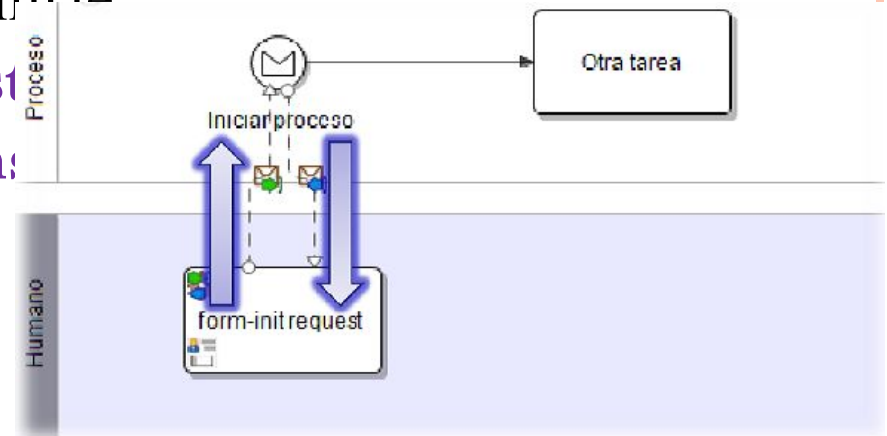 Proceso
Otra tarea
Iniciar proceso
Humano
form-init request